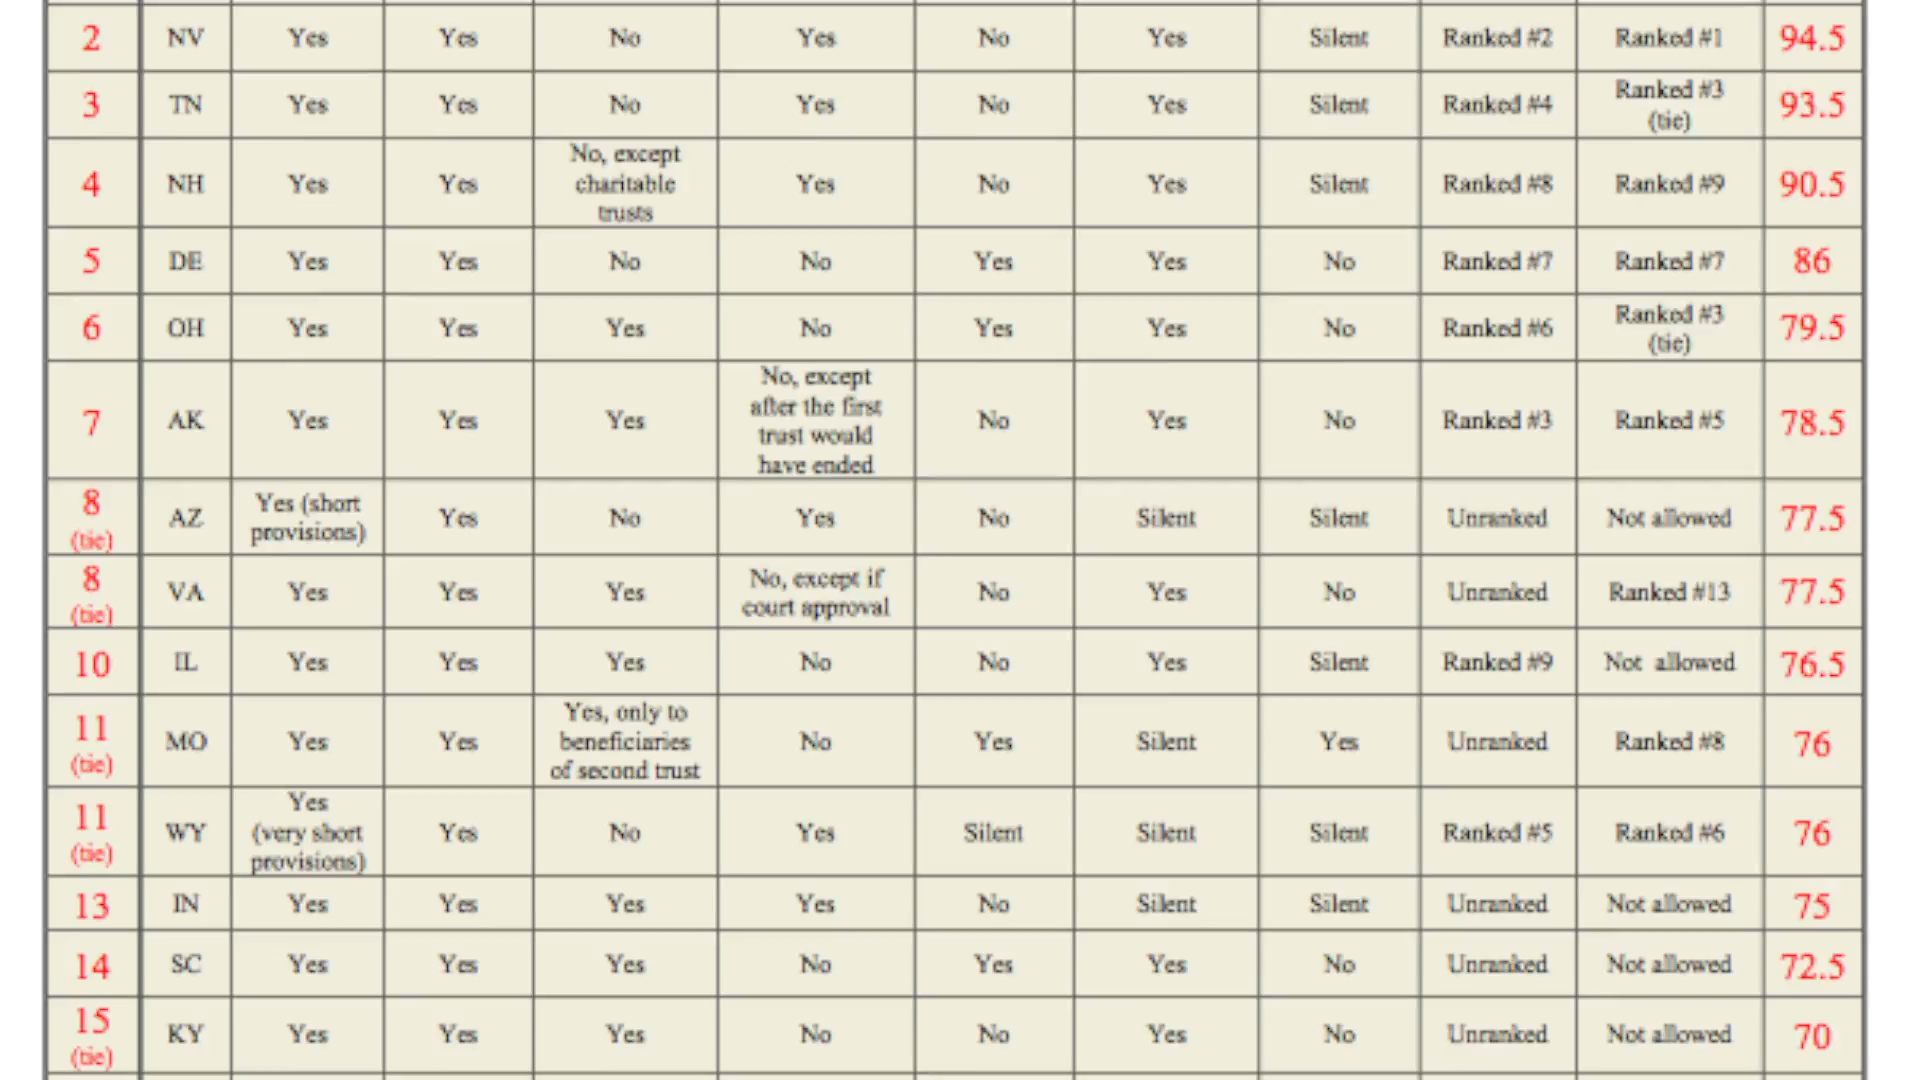 2 NV Yes Yes No Yes No Yes Silent Ranked #2 Ranked #1 94.5
3 TN Yes Yes No Yes No Yes Silent Ranked #4 Ranked #3 (tie) 93.5
4 NH Yes Yes No, except charitable trusts Yes No Yes Silent Ranked #8 Ranked #9 90.5
5 DE Yes Yes No No Yes Yes No Ranked #7 Ranked #7 86
6 OH Yes Yes Yes No Yes Yes No Ranked #6 Ranked #3 (tie) 79.5
7 AK Yes Yes Yes No, except after the first trust would have ended No Yes No Ranked #3 Ranked #5 78.5
8 (tie) AZ Yes (short provisions) Yes No Yes No Silent Silent Unranked Not allowed 77.5
8 (tie) VA Yes Yes Yes No, except if court approval No Yes No Unranked Ranked #13 77.5
10 IL Yes Yes Yes No No Yes Silent Ranked #9 Not allowed 76.5
11 (tie) MO Yes Yes Yes, only to beneficiaries of second trust No Yes Silent Yes Unranked Ranked #8 76
11 (tie) WY Yes (very short provisions) Yes No Yes Silent Silent Silent Ranked #5 Ranked #6 76
13 IN Yes Yes Yes Yes No Silent Silent Unranked Not allowed 75
14 SC Yes Yes Yes No Yes Yes No Unranked Not allowed 72.5
15 (tie) KY Yes Yes Yes No No Yes No Unranked Not allowed 70